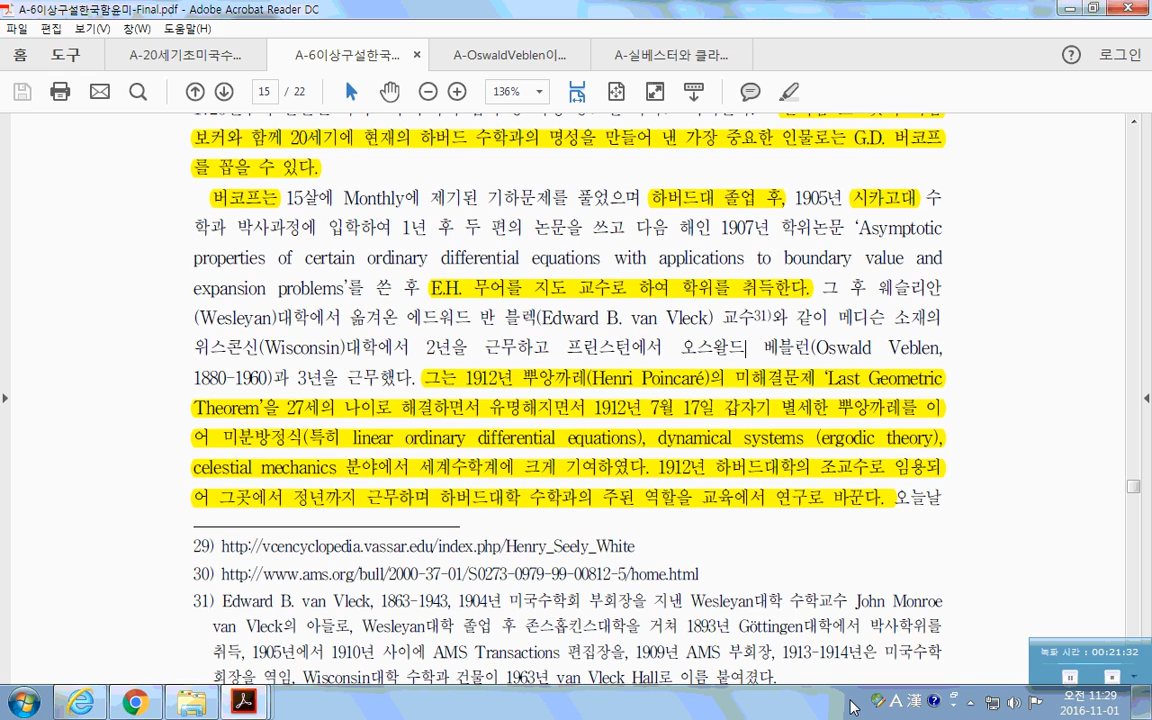 A-6이상구설한국함윤미-Final.pdf - Adobe Acrobat Reader DC
파일 편집 보기(V) 창(W) 도움말(H)
홈 도구 A-20세기초미국수... A-6이상구설한국... × A-OswaldVeblen이... A-실베스터와 클라... 로그인
15 / 22 136%
보커와 함께 20세기에 현재의 하버드 수학과의 명성을 만들어 낸 가장 중요한 인물로는 G.D. 버코프
를 꼽을 수 있다.
버코프는 15살에 Monthly에 제기된 기하문제를 풀었으며 하버드대 졸업 후, 1905년 시카고대 수
학과 박사과정에 입학하여 1년 후 두 편의 논문을 쓰고 다음 해인 1907년 학위논문 ‘Asymptotic
properties of certain ordinary differential equations with applications to boundary value and
expansion problems’를 쓴 후 E.H. 무어를 지도 교수로 하여 학위를 취득한다. 그 후 웨슬리안
(Wesleyan)대학에서 옮겨온 에드워드 반 블렉(Edward B. van Vleck) 교수31)와 같이 메디슨 소재의
위스콘신(Wisconsin)대학에서 2년을 근무하고 프린스턴에서 오스왈드 베블런(Oswald Veblen,
1880-1960)과 3년을 근무했다. 그는 1912년 뿌앙까레(Henri Poincaré)의 미해결문제 ‘Last Geometric
Theorem’을 27세의 나이로 해결하면서 유명해지면서 1912년 7월 17일 갑자기 별세한 뿌앙까레를 이
어 미분방정식(특히 linear ordinary differential equations), dynamical systems (ergodic theory),
celestial mechanics 분야에서 세계수학계에 크게 기여하였다. 1912년 하버드대학의 조교수로 임용되
어 그곳에서 정년까지 근무하며 하버드대학 수학과의 주된 역할을 교육에서 연구로 바꾼다. 오늘날
29) http://vcencyclopedia.vassar.edu/index.php/Henry_Seely_White
30) http://www.ams.org/bull/2000-37-01/S0273-0979-99-00812-5/home.html
31) Edward B. van Vleck, 1863-1943, 1904년 미국수학회 부회장을 지낸 Wesleyan대학 수학교수 John Monroe
van Vleck의 아들로, Wesleyan대학 졸업 후 존스홉킨스대학을 거쳐 1893년 Göttingen대학에서 박사학위를
취득, 1905년에서 1910년 사이에 AMS Transactions 편집장을, 1909년 AMS 부회장, 1913-1914년은 미국수학
회장을 역임, Wisconsin대학 수학과 건물이 1963년 van Vleck Hall로 이름 붙여졌다.
녹화 시간 : 00:21:32
A 漢
오전 11:29
2016-11-01